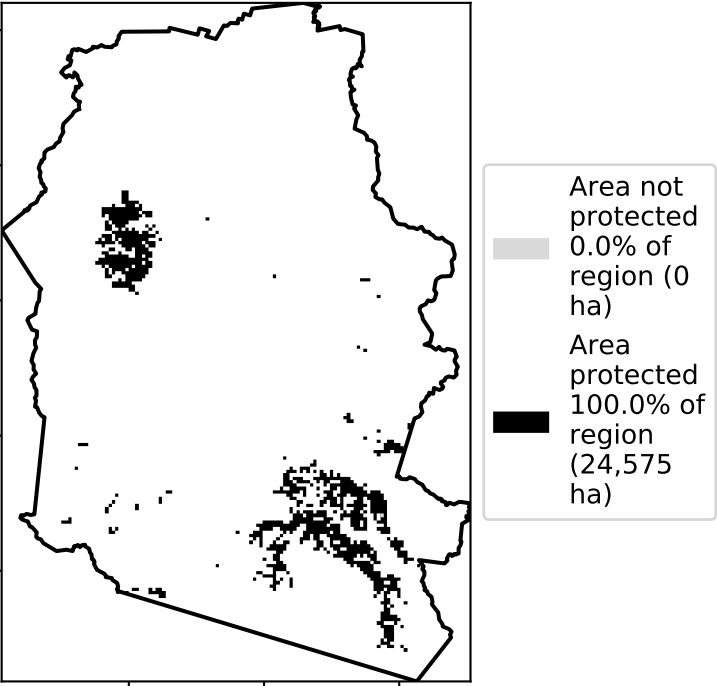 Area not
protected
0.0% of
region (0
ha)
Area
protected
100.0% of
region
(24,575
ha)